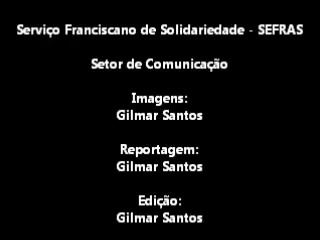 Serviço Franciscano de Solidariedade - SEFRAS
Setor de Comunicação
Imagens:
Gilmar Santos
Reportagem:
Gilmar Santos
Edição:
Gilmar Santos